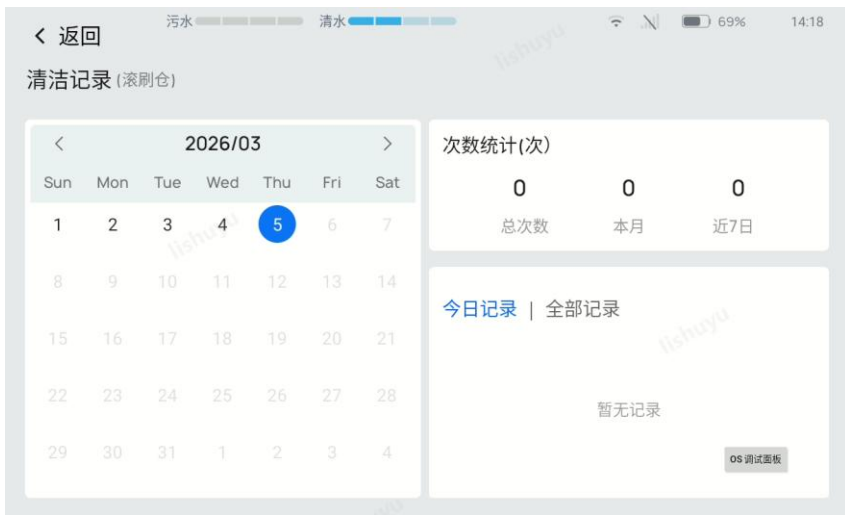 返回 污水 清水 69% 14:18
清洁记录 (滚刷仓)
2026/03
Sun Mon Tue Wed Thu Fri Sat
1 2 3 4 5 6 7
8 9 10 11 12 13 14
15 16 17 18 19 20 21
22 23 24 25 26 27 28
29 30 31 1 2 3 4
次数统计(次)
0 0 0
总次数 本月 近7日
今日记录 | 全部记录
暂无记录
OS 调试面板
lishuyu
lishuyu
lishuyu